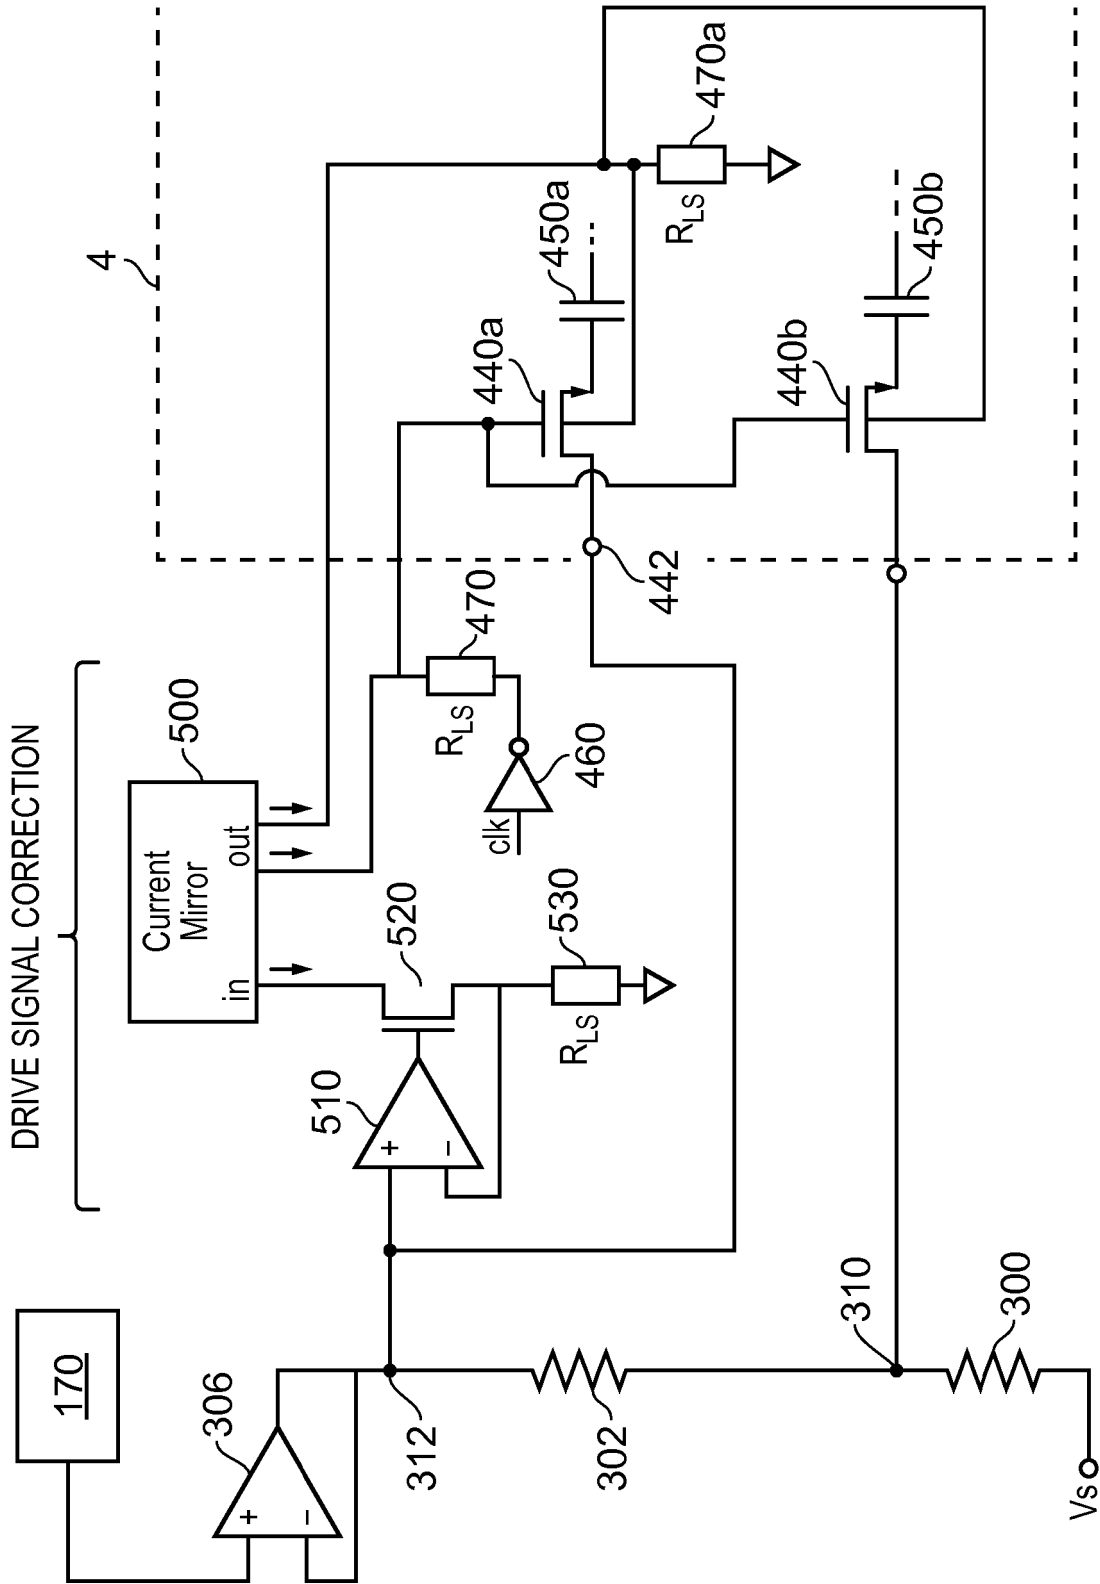 DRIVE SIGNAL CORRECTION
170
306
+
−
312
302
310
300
Vs
510
+
−
520
530
RLS
Current
Mirror
in
out
500
clk
460
470
RLS
442
4
440a
450a
470a
RLS
440b
450b